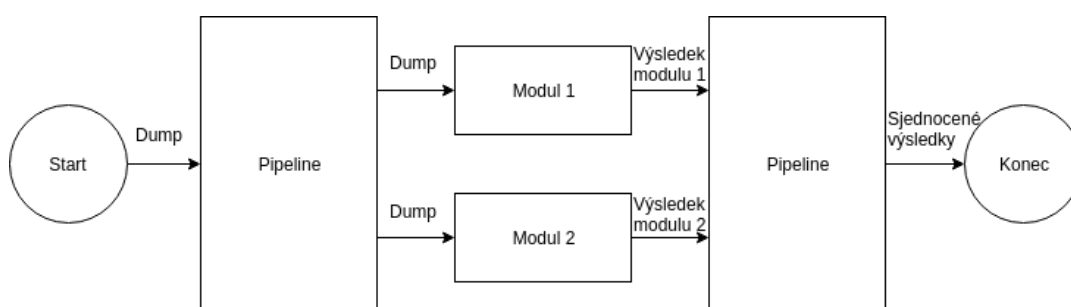 Start
Dump
Pipeline
Dump
Modul 1
Výsledek
modulu 1
Dump
Modul 2
Výsledek
modulu 2
Pipeline
Sjednocené
výsledky
Konec